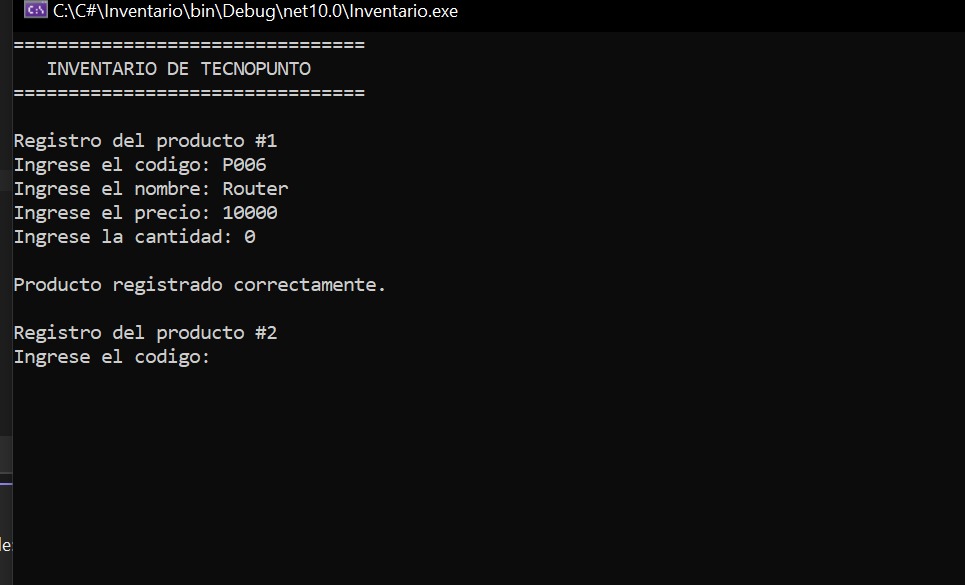 C:\C#\Inventario\bin\Debug\net10.0\Inventario.exe
================================
INVENTARIO DE TECNOPUNTO
================================
Registro del producto #1
Ingrese el codigo: P006
Ingrese el nombre: Router
Ingrese el precio: 10000
Ingrese la cantidad: 0
Producto registrado correctamente.
Registro del producto #2
Ingrese el codigo: